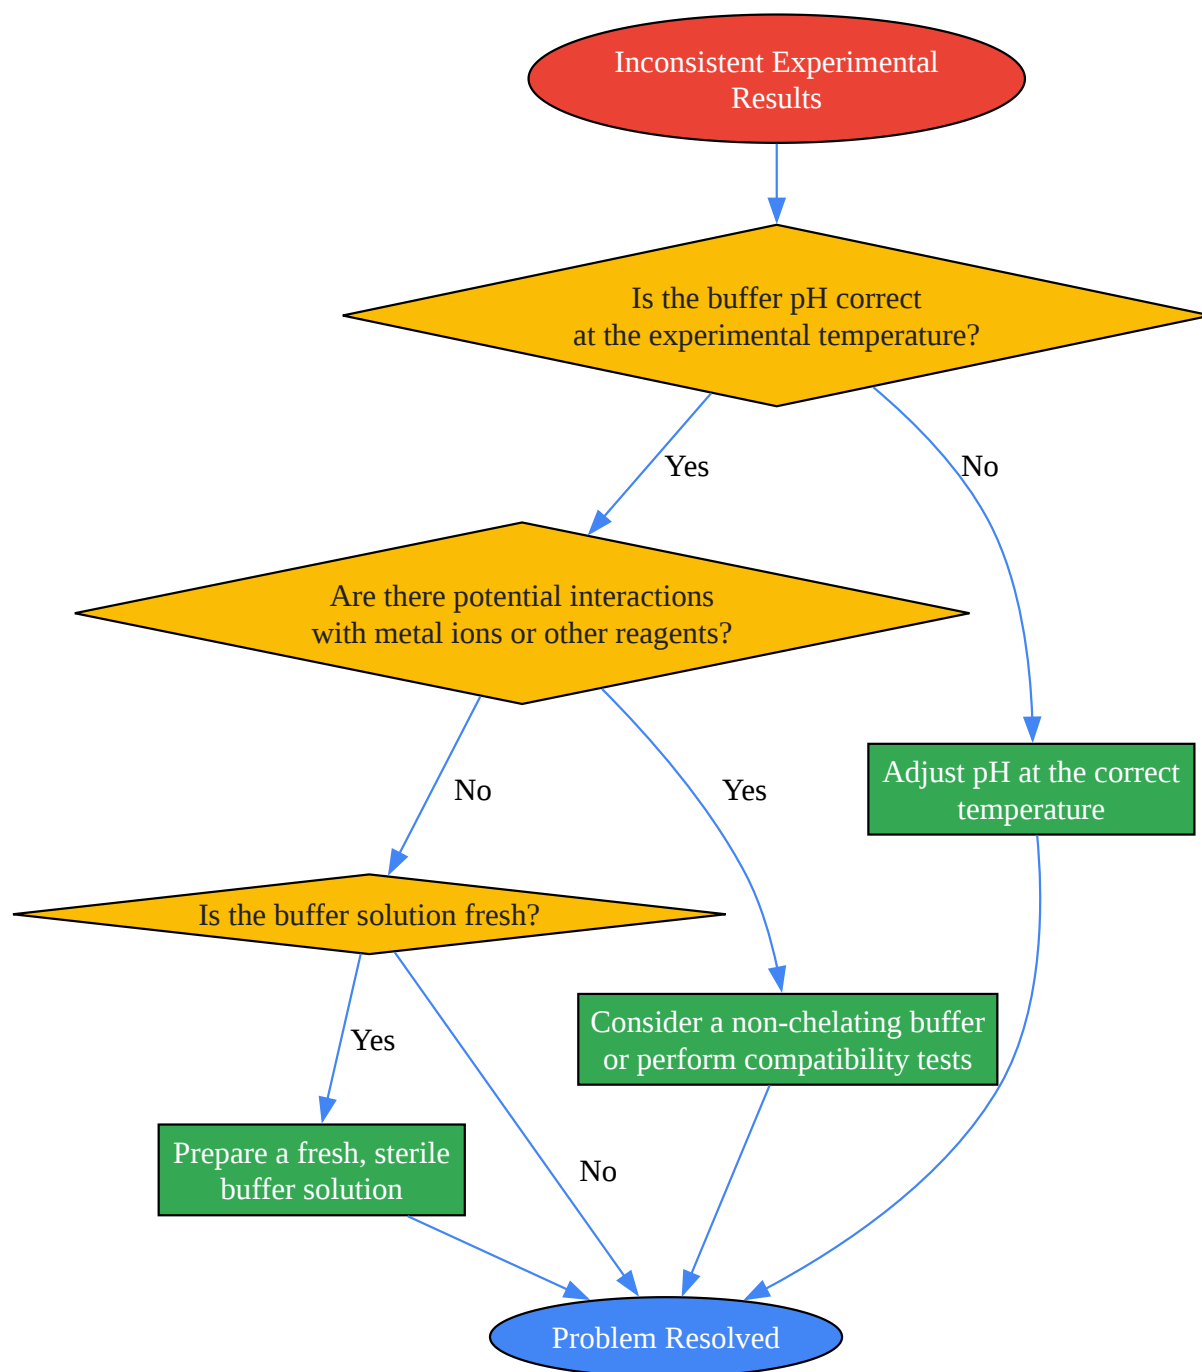 Inconsistent Experimental
Results
Is the buffer pH correct
at the experimental temperature?
Yes
No
Are there potential interactions
with metal ions or other reagents?
No
Yes
Adjust pH at the correct
temperature
Is the buffer solution fresh?
Consider a non-chelating buffer
or perform compatibility tests
Yes
Prepare a fresh, sterile
buffer solution
No
Problem Resolved